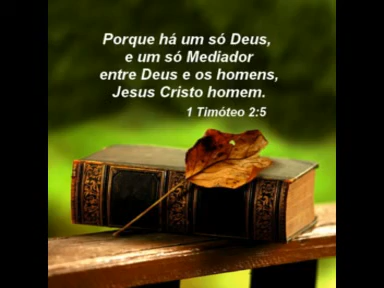 Porque há um só Deus,
e um só Mediador
entre Deus e os homens,
Jesus Cristo homem.
1 Timóteo 2:5